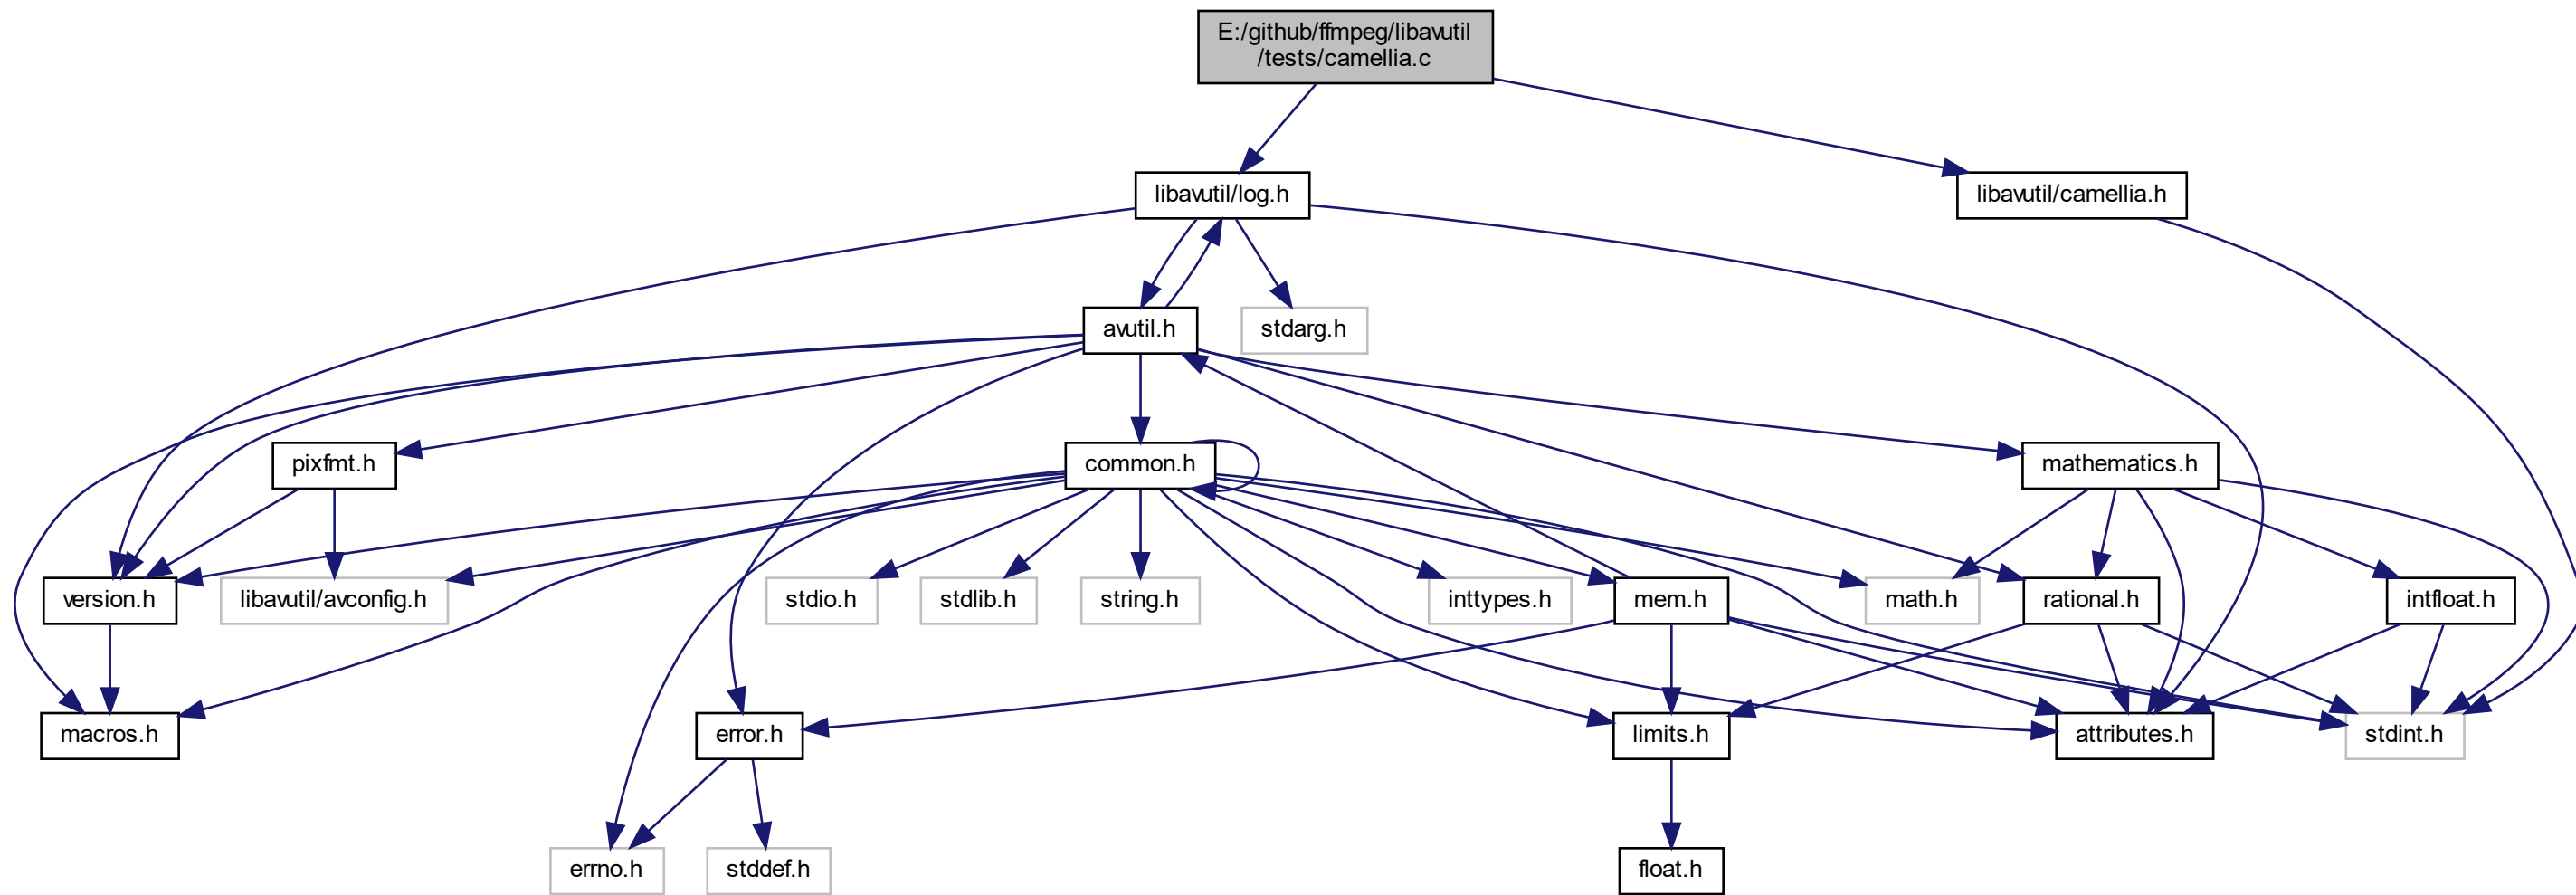 E:/github/ffmpeg/libavutil
/tests/camellia.c
libavutil/log.h
libavutil/camellia.h
avutil.h
stdarg.h
pixfmt.h
common.h
mathematics.h
version.h
libavutil/avconfig.h
stdio.h
stdlib.h
string.h
inttypes.h
mem.h
math.h
rational.h
intfloat.h
macros.h
error.h
limits.h
attributes.h
stdint.h
errno.h
stddef.h
float.h